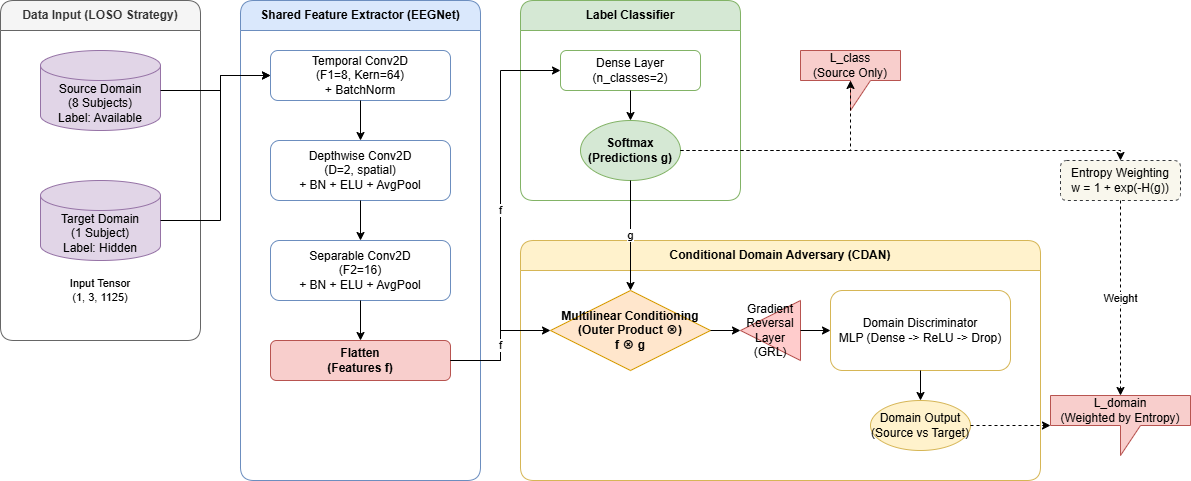 Data Input (LOSO Strategy)
Source Domain
(8 Subjects)
Label: Available
Target Domain
(1 Subject)
Label: Hidden
Input Tensor
(1, 3, 1125)
Shared Feature Extractor (EEGNet)
Temporal Conv2D
(F1=8, Kern=64)
+ BatchNorm
Depthwise Conv2D
(D=2, spatial)
+ BN + ELU + AvgPool
Separable Conv2D
(F2=16)
+ BN + ELU + AvgPool
Flatten
(Features f)
f
f
Label Classifier
Dense Layer
(n_classes=2)
Softmax
(Predictions g)
g
L_class
(Source Only)
Entropy Weighting
w = 1 + exp(-H(g))
Weight
Conditional Domain Adversary (CDAN)
Multilinear Conditioning
(Outer Product ⊗)
f ⊗ g
Gradient
Reversal
Layer
(GRL)
Domain Discriminator
MLP (Dense -> ReLU -> Drop)
Domain Output
(Source vs Target)
L_domain
(Weighted by Entropy)